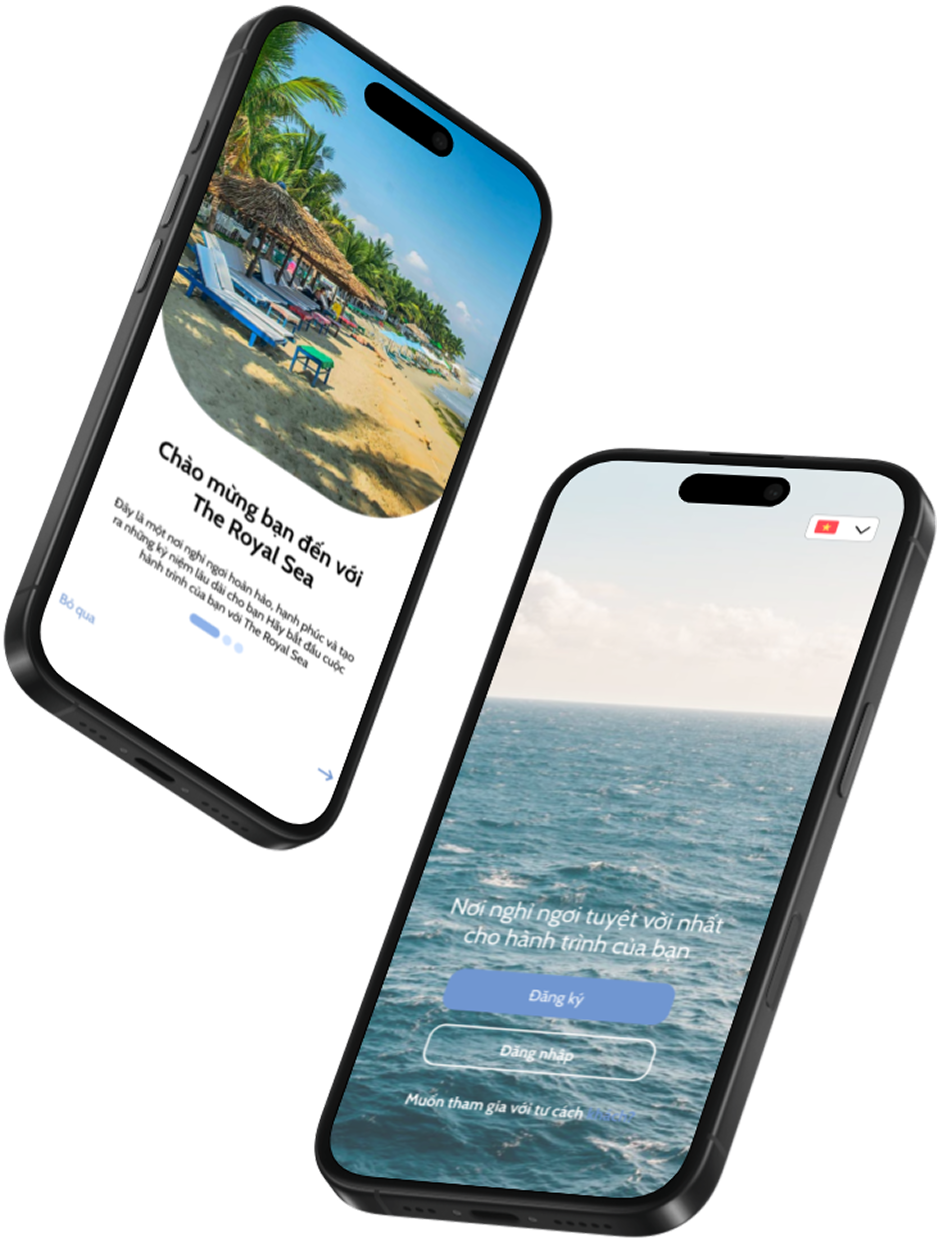 Chào mừng bạn đến với
The Royal Sea
Đây là một nơi nghỉ ngơi hoàn hảo, hạnh phúc và tạo
ra những kỷ niệm lâu dài cho bạn Hãy bắt đầu cuộc
hành trình của bạn với The Royal Sea
Bỏ qua
Nơi nghỉ ngơi tuyệt vời nhất
cho hành trình của bạn
Đăng ký
Đăng nhập
Muốn tham gia với tư cách